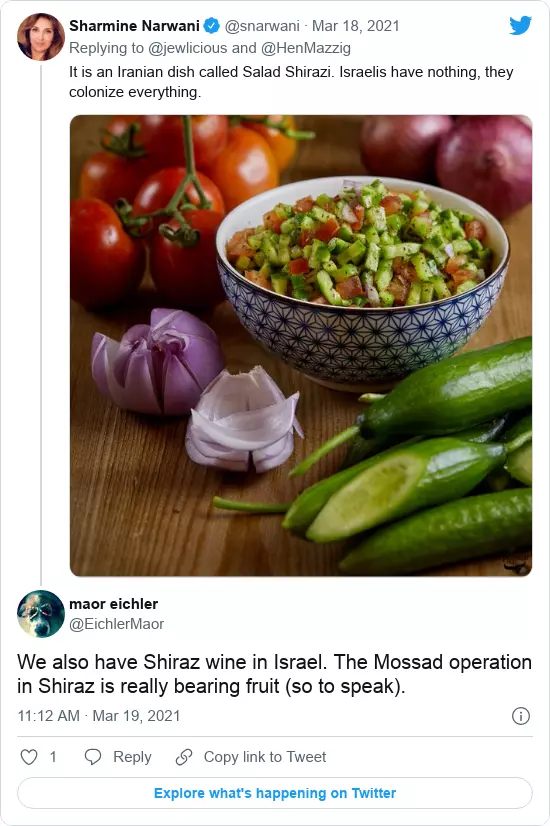 Sharmine Narwani @snarwani · Mar 18, 2021
Replying to @jewlicious and @HenMazzig
It is an Iranian dish called Salad Shirazi. Israelis have nothing, they
colonize everything.
maor eichler
@EichlerMaor
We also have Shiraz wine in Israel. The Mossad operation
in Shiraz is really bearing fruit (so to speak).
11:12 AM · Mar 19, 2021
1 Reply Copy link to Tweet
Explore what's happening on Twitter